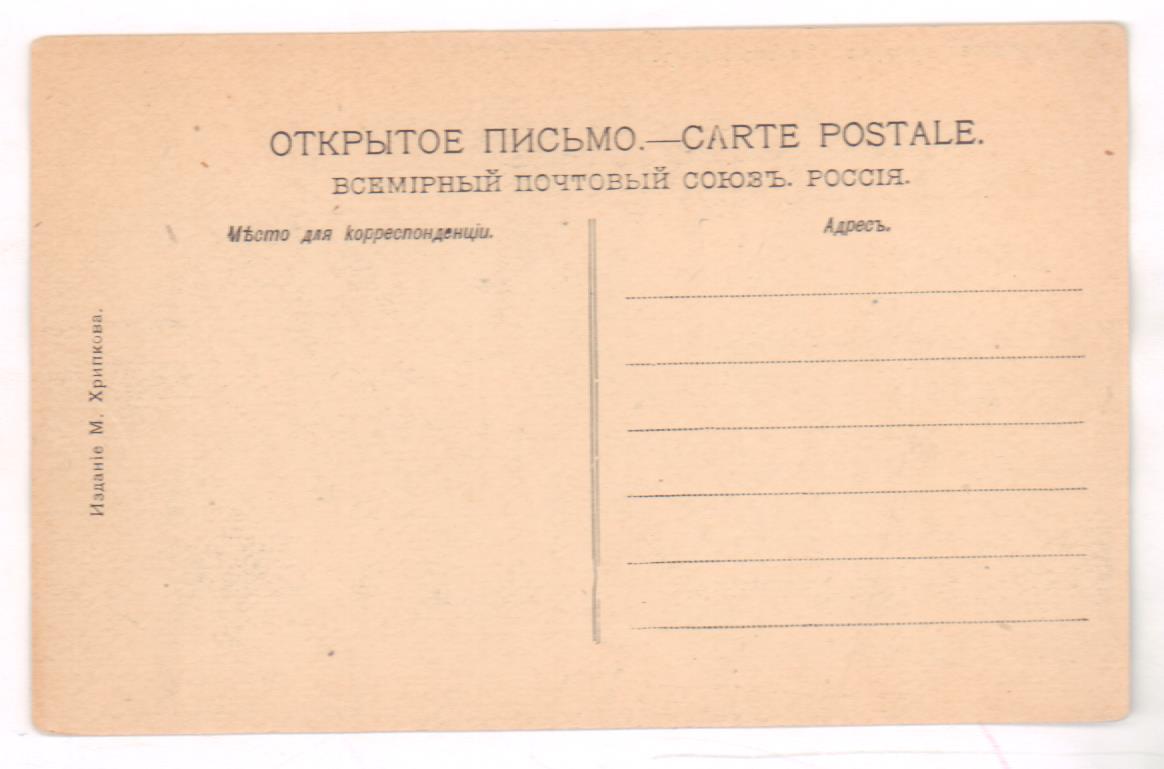 ОТКРЫТОЕ ПИСЬМО.—CARTE POSTALE.
ВСЕМІРНЫЙ ПОЧТОВЫЙ СОЮЗЪ. РОССІЯ.
Мѣсто для корреспонденціи.
Адресъ.
Изданіе М. Хрипкова.